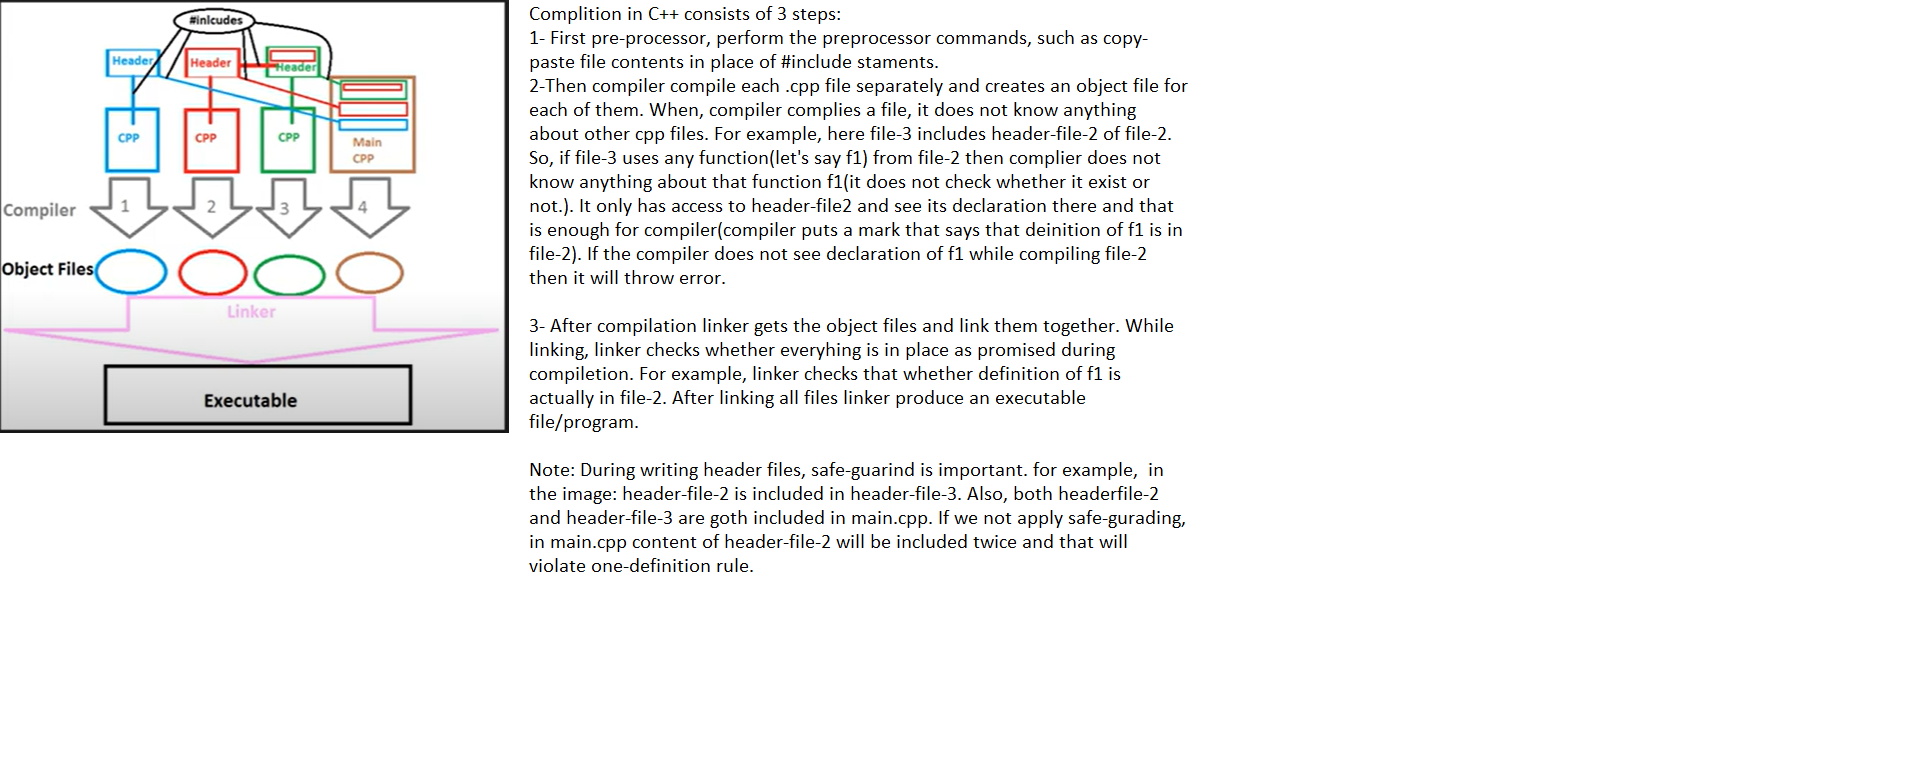 #inlcudes
Header
Header
Header
CPP
CPP
CPP
Main
CPP
Compiler
1
2
3
4
Object Files
Linker
Executable
Complition in C++ consists of 3 steps:
1- First pre-processor, perform the preprocessor commands, such as copy-
paste file contents in place of #include staments.
2-Then compiler compile each .cpp file separately and creates an object file for
each of them. When, compiler complies a file, it does not know anything
about other cpp files. For example, here file-3 includes header-file-2 of file-2.
So, if file-3 uses any function(let's say f1) from file-2 then complier does not
know anything about that function f1(it does not check whether it exist or
not.). It only has access to header-file2 and see its declaration there and that
is enough for compiler(compiler puts a mark that says that deinition of f1 is in
file-2). If the compiler does not see declaration of f1 while compiling file-2
then it will throw error.
3- After compilation linker gets the object files and link them together. While
linking, linker checks whether everyhing is in place as promised during
compiletion. For example, linker checks that whether definition of f1 is
actually in file-2. After linking all files linker produce an executable
file/program.
Note: During writing header files, safe-guarind is important. for example,  in
the image: header-file-2 is included in header-file-3. Also, both headerfile-2
and header-file-3 are goth included in main.cpp. If we not apply safe-gurading,
in main.cpp content of header-file-2 will be included twice and that will
violate one-definition rule.